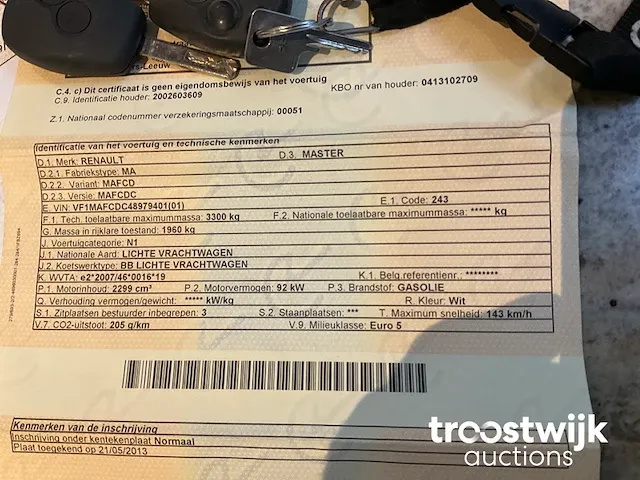 s-Leeuw
C.4. c) Dit certificaat is geen eigendomsbewijs van het voertuig
C.9. Identificatie houder: 2002603609
KBO nr van houder: 0413102709
Z.1. Nationaal codenummer verzekeringsmaatschappij: 00051
Identificatie van het voertuig en technische kenmerken
D.1. Merk: RENAULT D.3. MASTER
D.2.1. Fabriekstype: MA
D.2.2. Variant: MAFCD
D.2.3. Versie: MAFCDC
E. VIN: VF1MAFCDC48979401(01) E.1. Code: 243
F.1. Tech. toelaatbare maximummassa: 3300 kg F.2. Nationale toelaatbare maximummassa: ***** kg
G. Massa in rijklare toestand: 1960 kg
J. Voertuigcategorie: N1
J.1. Nationale Aard: LICHTE VRACHTWAGEN
J.2. Koetswerktype: BB LICHTE VRACHTWAGEN
K. WVTA: e2*2007/46*0016*19 K.1. Belg.referentienr.: ********
P.1. Motorinhoud: 2299 cm³ P.2. Motorvermogen: 92 kW P.3. Brandstof: GASOLIE
Q. Verhouding vermogen/gewicht: ***** kW/kg R. Kleur: Wit
S.1. Zitplaatsen bestuurder inbegrepen: 3 S.2. Staanplaatsen: *** T. Maximum snelheid: 143 km/h
V.7. CO2-uitstoot: 205 g/km V.9. Milieuklasse: Euro 5
Kenmerken van de inschrijving
Inschrijving onder kentekenplaat Normaal
Plaat toegekend op 21/05/2013
troostwijk
auctions